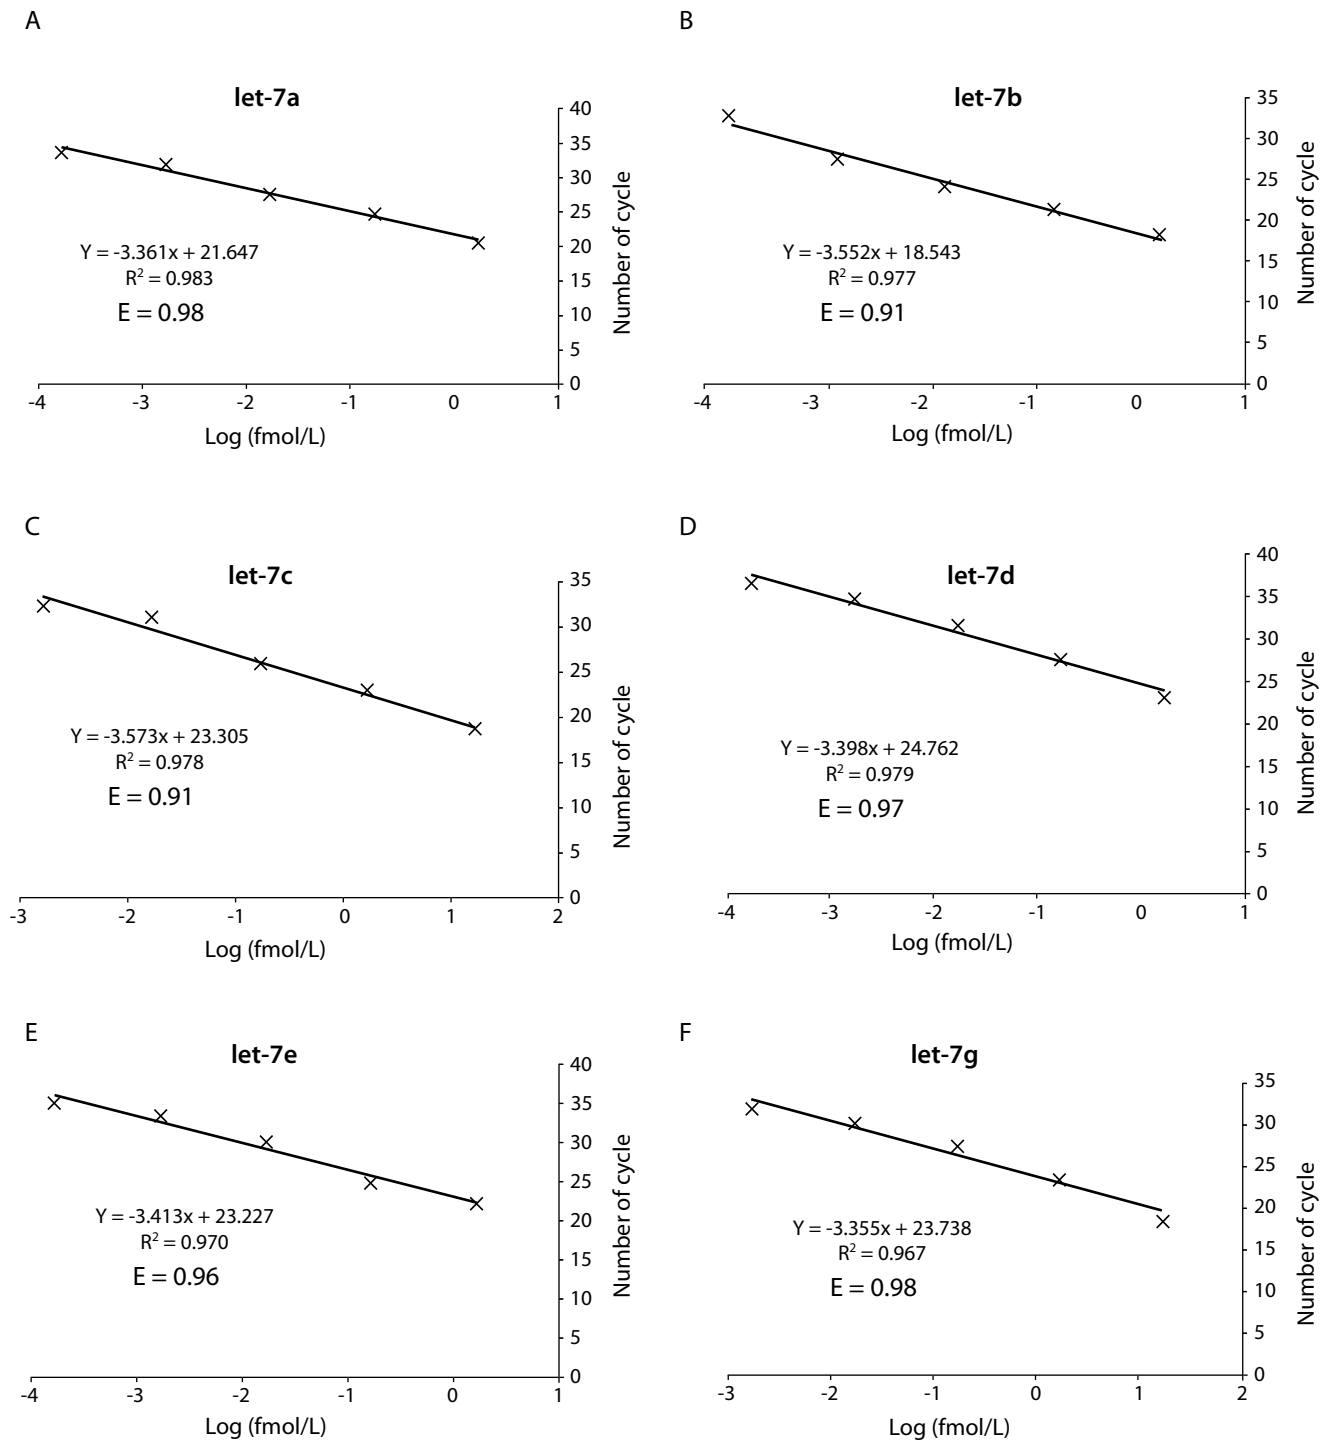 A
let-7a
40
35
30
25
20
15
10
5
0
Number of cycle
Y = -3.361x + 21.647
R² = 0.983
E = 0.98
-4 -3 -2 -1 0 1
Log (fmol/L)
B
let-7b
35
30
25
20
15
10
5
0
Number of cycle
Y = -3.552x + 18.543
R² = 0.977
E = 0.91
-4 -3 -2 -1 0 1
Log (fmol/L)
C
let-7c
35
30
25
20
15
10
5
0
Number of cycle
Y = -3.573x + 23.305
R² = 0.978
E = 0.91
-3 -2 -1 0 1 2
Log (fmol/L)
D
let-7d
40
35
30
25
20
15
10
5
0
Number of cycle
Y = -3.398x + 24.762
R² = 0.979
E = 0.97
-4 -3 -2 -1 0 1
Log (fmol/L)
E
let-7e
40
35
30
25
20
15
10
5
0
Number of cycle
Y = -3.413x + 23.227
R² = 0.970
E = 0.96
-4 -3 -2 -1 0 1
Log (fmol/L)
F
let-7g
35
30
25
20
15
10
5
0
Number of cycle
Y = -3.355x + 23.738
R² = 0.967
E = 0.98
-3 -2 -1 0 1 2
Log (fmol/L)